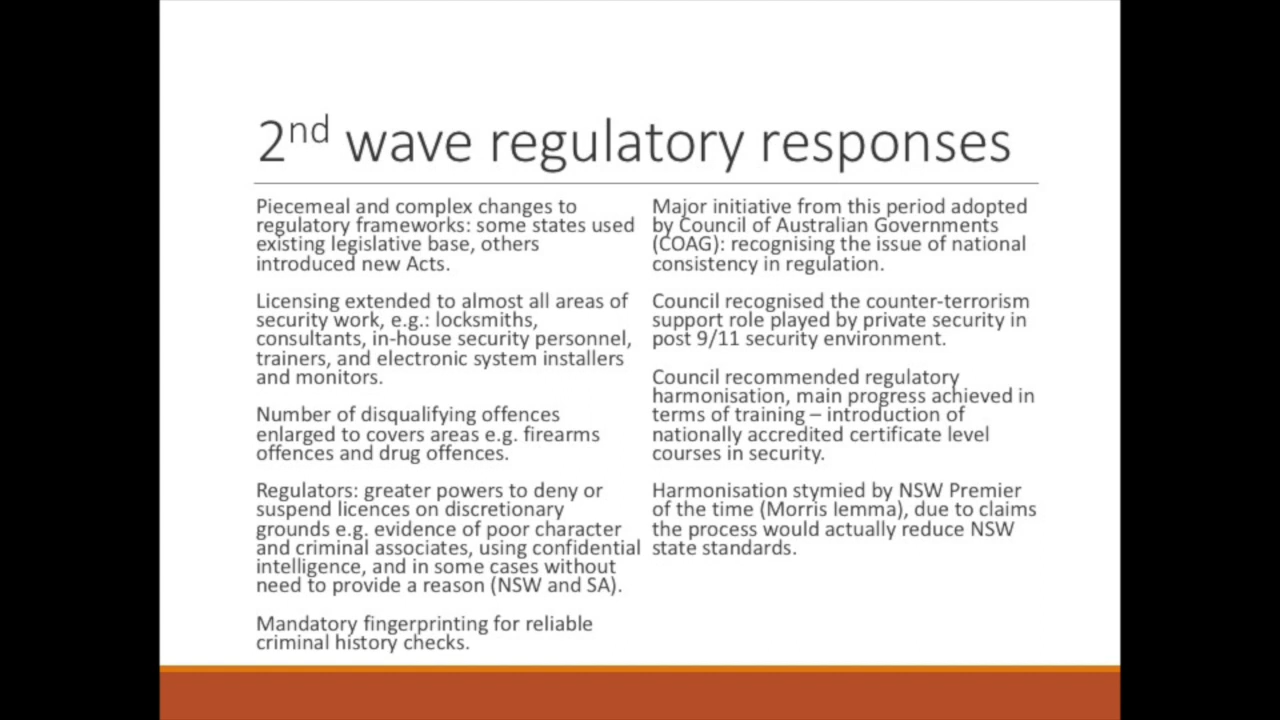 2nd wave regulatory responses
Piecemeal and complex changes to
regulatory frameworks: some states used
existing legislative base, others
introduced new Acts.
Licensing extended to almost all areas of
security work, e.g.: locksmiths,
consultants, in-house security personnel,
trainers, and electronic system installers
and monitors.
Number of disqualifying offences
enlarged to covers areas e.g. firearms
offences and drug offences.
Regulators: greater powers to deny or
suspend licences on discretionary
grounds e.g. evidence of poor character
and criminal associates, using confidential
intelligence, and in some cases without
need to provide a reason (NSW and SA).
Mandatory fingerprinting for reliable
criminal history checks.
Major initiative from this period adopted
by Council of Australian Governments
(COAG): recognising the issue of national
consistency in regulation.
Council recognised the counter-terrorism
support role played by private security in
post 9/11 security environment.
Council recommended regulatory
harmonisation, main progress achieved in
terms of training – introduction of
nationally accredited certificate level
courses in security.
Harmonisation stymied by NSW Premier
of the time (Morris Iemma), due to claims
the process would actually reduce NSW
state standards.